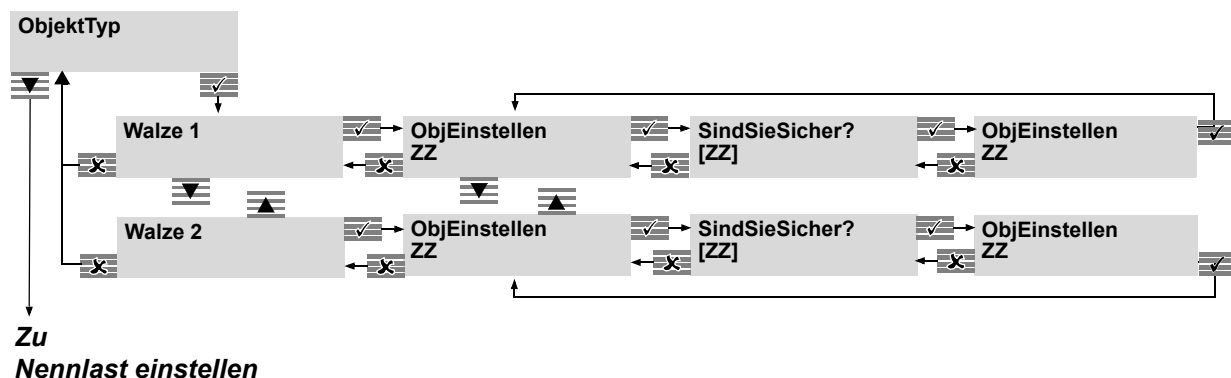 ObjektTyp
Walze 1
ObjEinstellen
ZZ
SindSieSicher?
[ZZ]
ObjEinstellen
ZZ
Walze 2
ObjEinstellen
ZZ
SindSieSicher?
[ZZ]
ObjEinstellen
ZZ
Zu
Nennlast einstellen